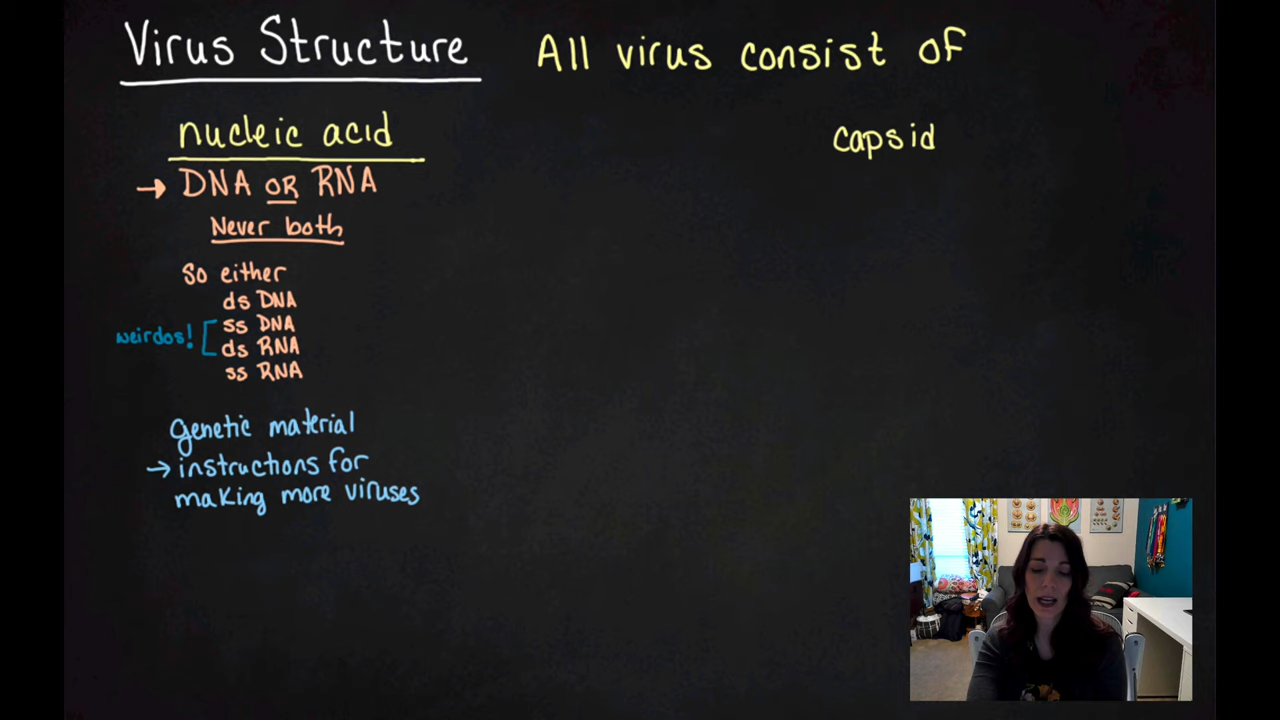 Virus Structure
All virus consist of
nucleic acid
→ DNA OR RNA
Never both
So either
ds DNA
ss DNA
weirdos!
ds RNA
ss RNA
genetic material
→ instructions for
making more viruses
capsid